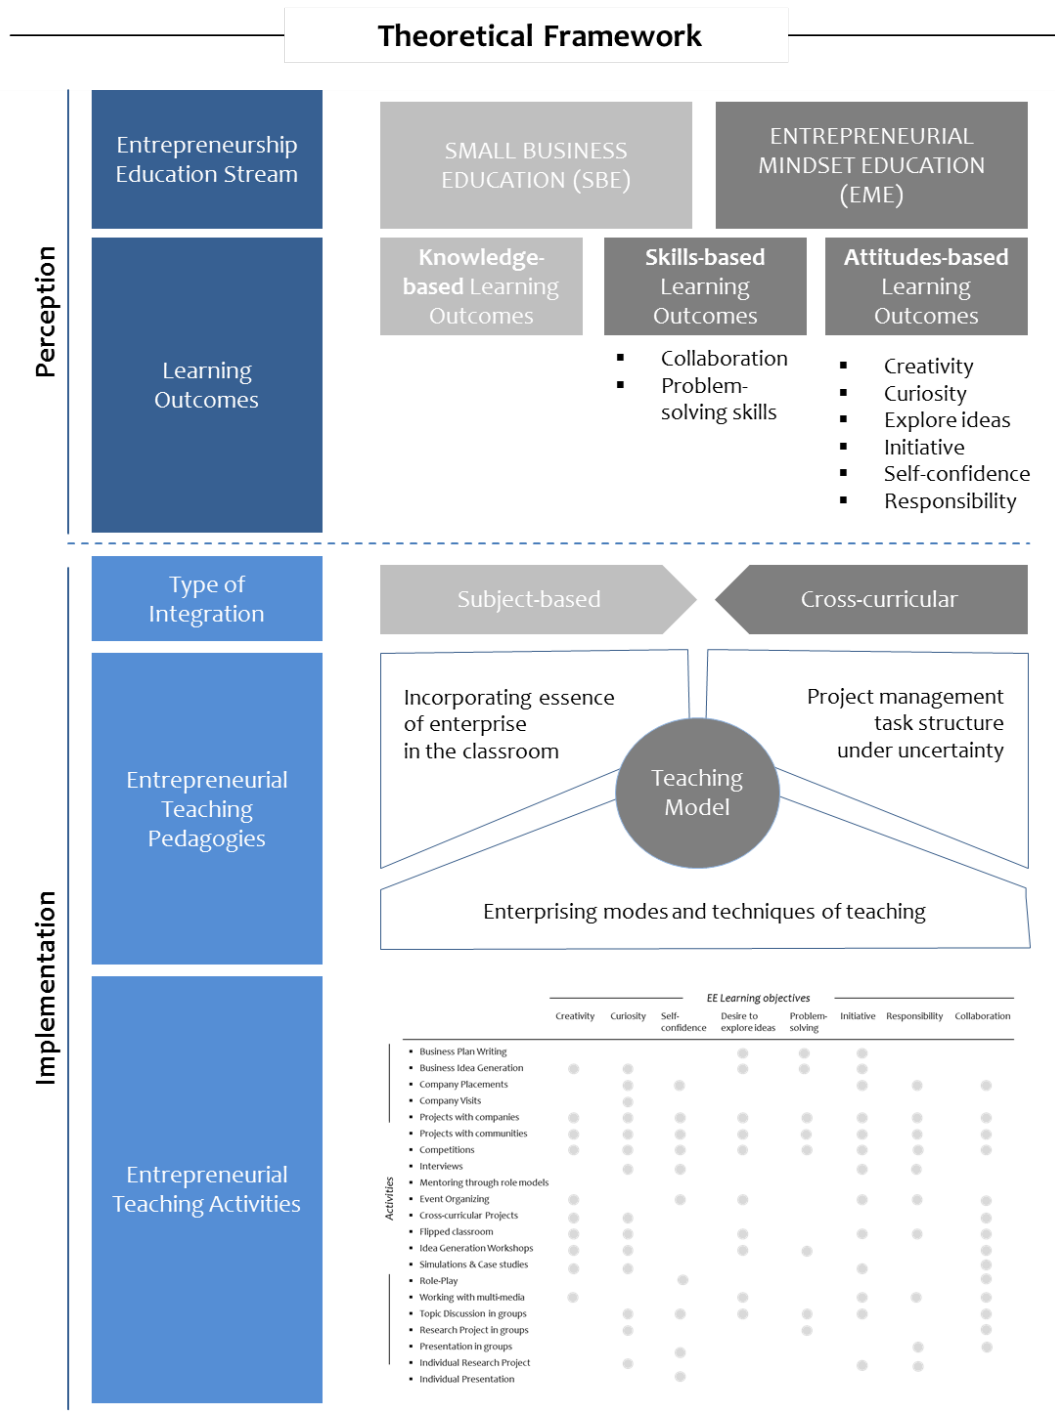 Theoretical Framework
Perception
Entrepreneurship
Education Stream
SMALL BUSINESS
EDUCATION (SBE)
ENTREPRENEURIAL
MINDSET EDUCATION
(EME)
Learning
Outcomes
Knowledge-
based Learning
Outcomes
Skills-based
Learning
Outcomes
▪ Collaboration
▪ Problem-
solving skills
Attitudes-based
Learning
Outcomes
▪ Creativity
▪ Curiosity
▪ Explore ideas
▪ Initiative
▪ Self-confidence
▪ Responsibility
Implementation
Type of
Integration
Subject-based
Cross-curricular
Entrepreneurial
Teaching
Pedagogies
Incorporating essence
of enterprise
in the classroom
Project management
task structure
under uncertainty
Teaching
Model
Enterprising modes and techniques of teaching
Entrepreneurial
Teaching Activities
EE Learning objectives
Creativity
Curiosity
Self-
confidence
Desire to
explore ideas
Problem-
solving
Initiative
Responsibility
Collaboration
Activities
▪ Business Plan Writing
▪ Business Idea Generation
▪ Company Placements
▪ Company Visits
▪ Projects with companies
▪ Projects with communities
▪ Competitions
▪ Interviews
▪ Mentoring through role models
▪ Event Organizing
▪ Cross-curricular Projects
▪ Flipped classroom
▪ Idea Generation Workshops
▪ Simulations & Case studies
▪ Role-Play
▪ Working with multi-media
▪ Topic Discussion in groups
▪ Research Project in groups
▪ Presentation in groups
▪ Individual Research Project
▪ Individual Presentation